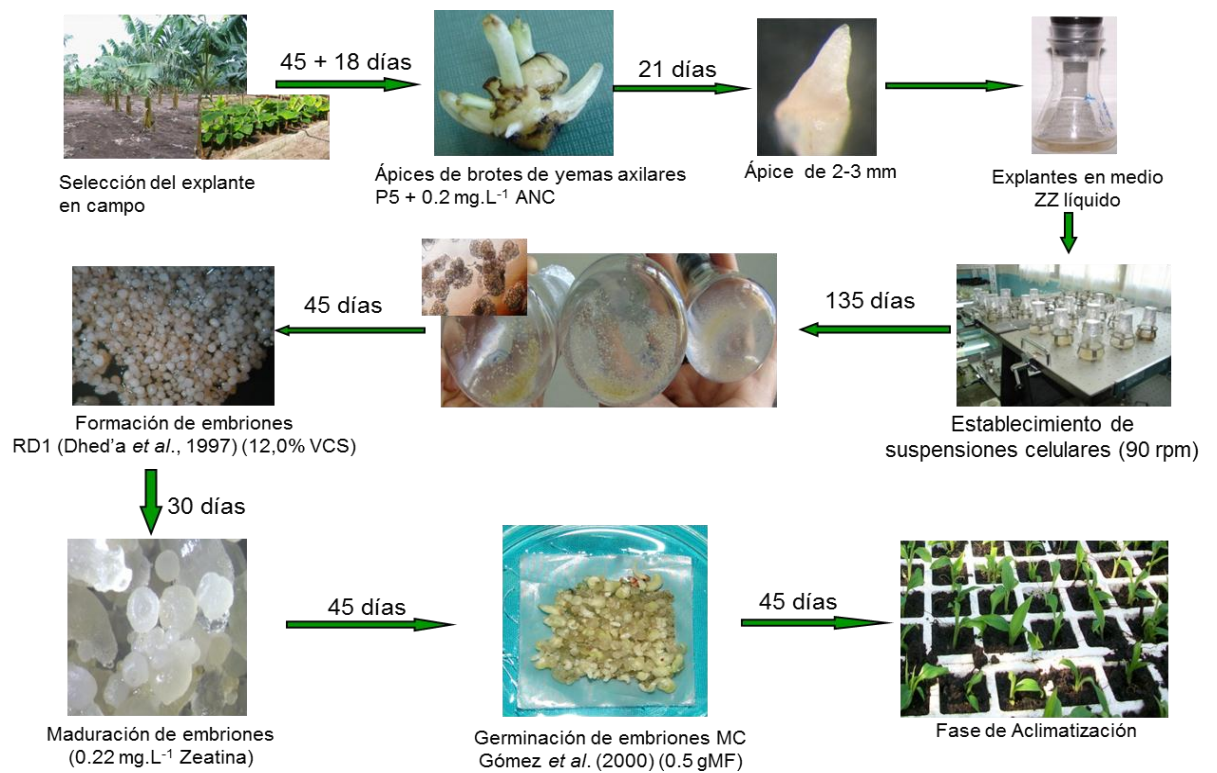 45 + 18 días
21 días
Selección del explante
en campo
Ápices de brotes de yemas axilares
P5 + 0.2 mg.L⁻¹ ANC
Ápice de 2-3 mm
Explantes en medio
ZZ líquido
135 días
45 días
Establecimiento de
suspensiones celulares (90 rpm)
Formación de embriones
RD1 (Dhed’a et al., 1997) (12,0% VCS)
30 días
45 días
45 días
Maduración de embriones
(0.22 mg.L⁻¹ Zeatina)
Germinación de embriones MC
Gómez et al. (2000) (0.5 gMF)
Fase de Aclimatización